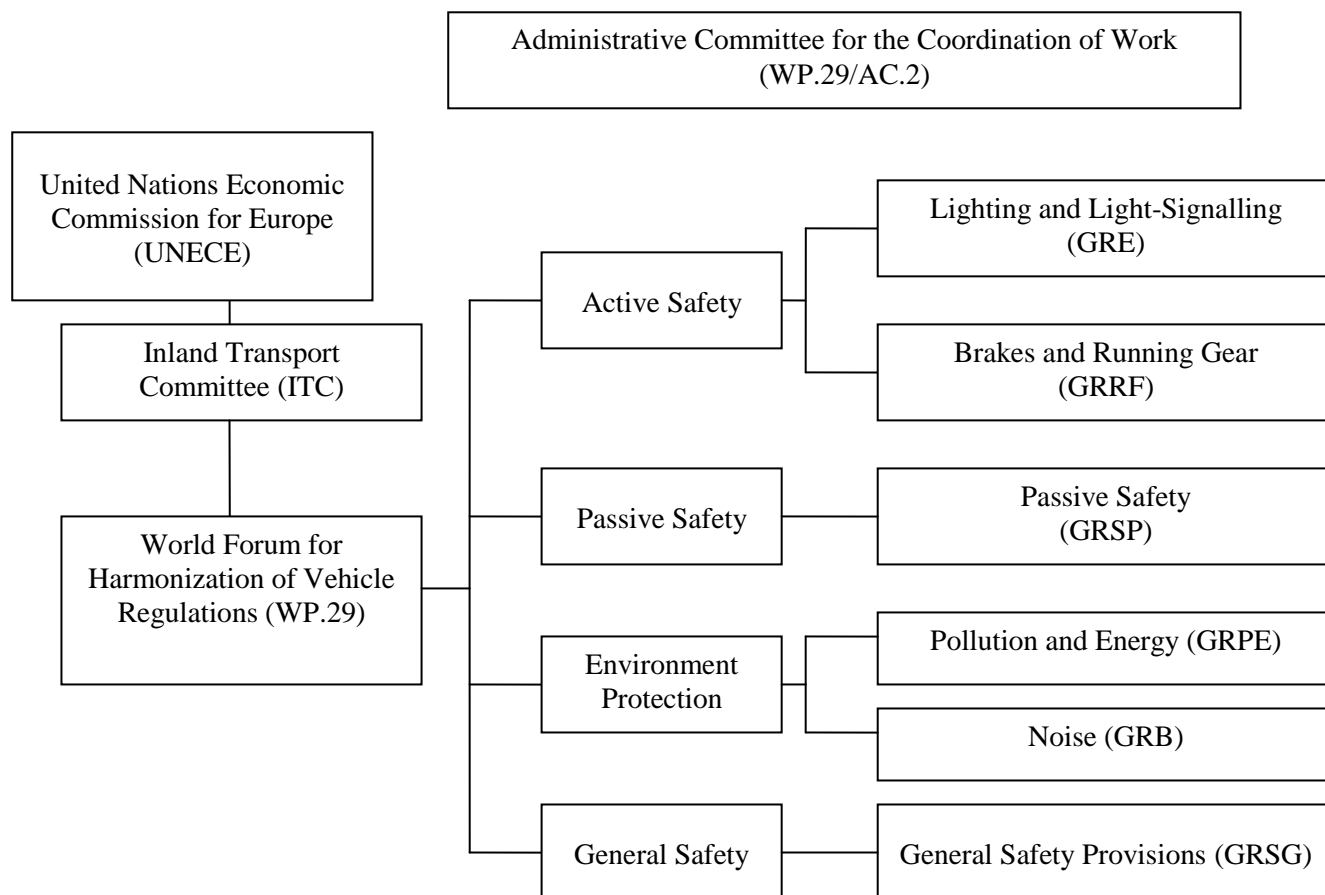 Administrative Committee for the Coordination of Work
(WP.29/AC.2)
United Nations Economic
Commission for Europe
(UNECE)
Inland Transport
Committee (ITC)
World Forum for
Harmonization of Vehicle
Regulations (WP.29)
Active Safety
Lighting and Light-Signalling
(GRE)
Brakes and Running Gear
(GRRF)
Passive Safety
Passive Safety
(GRSP)
Environment
Protection
Pollution and Energy (GRPE)
Noise (GRB)
General Safety
General Safety Provisions (GRSG)